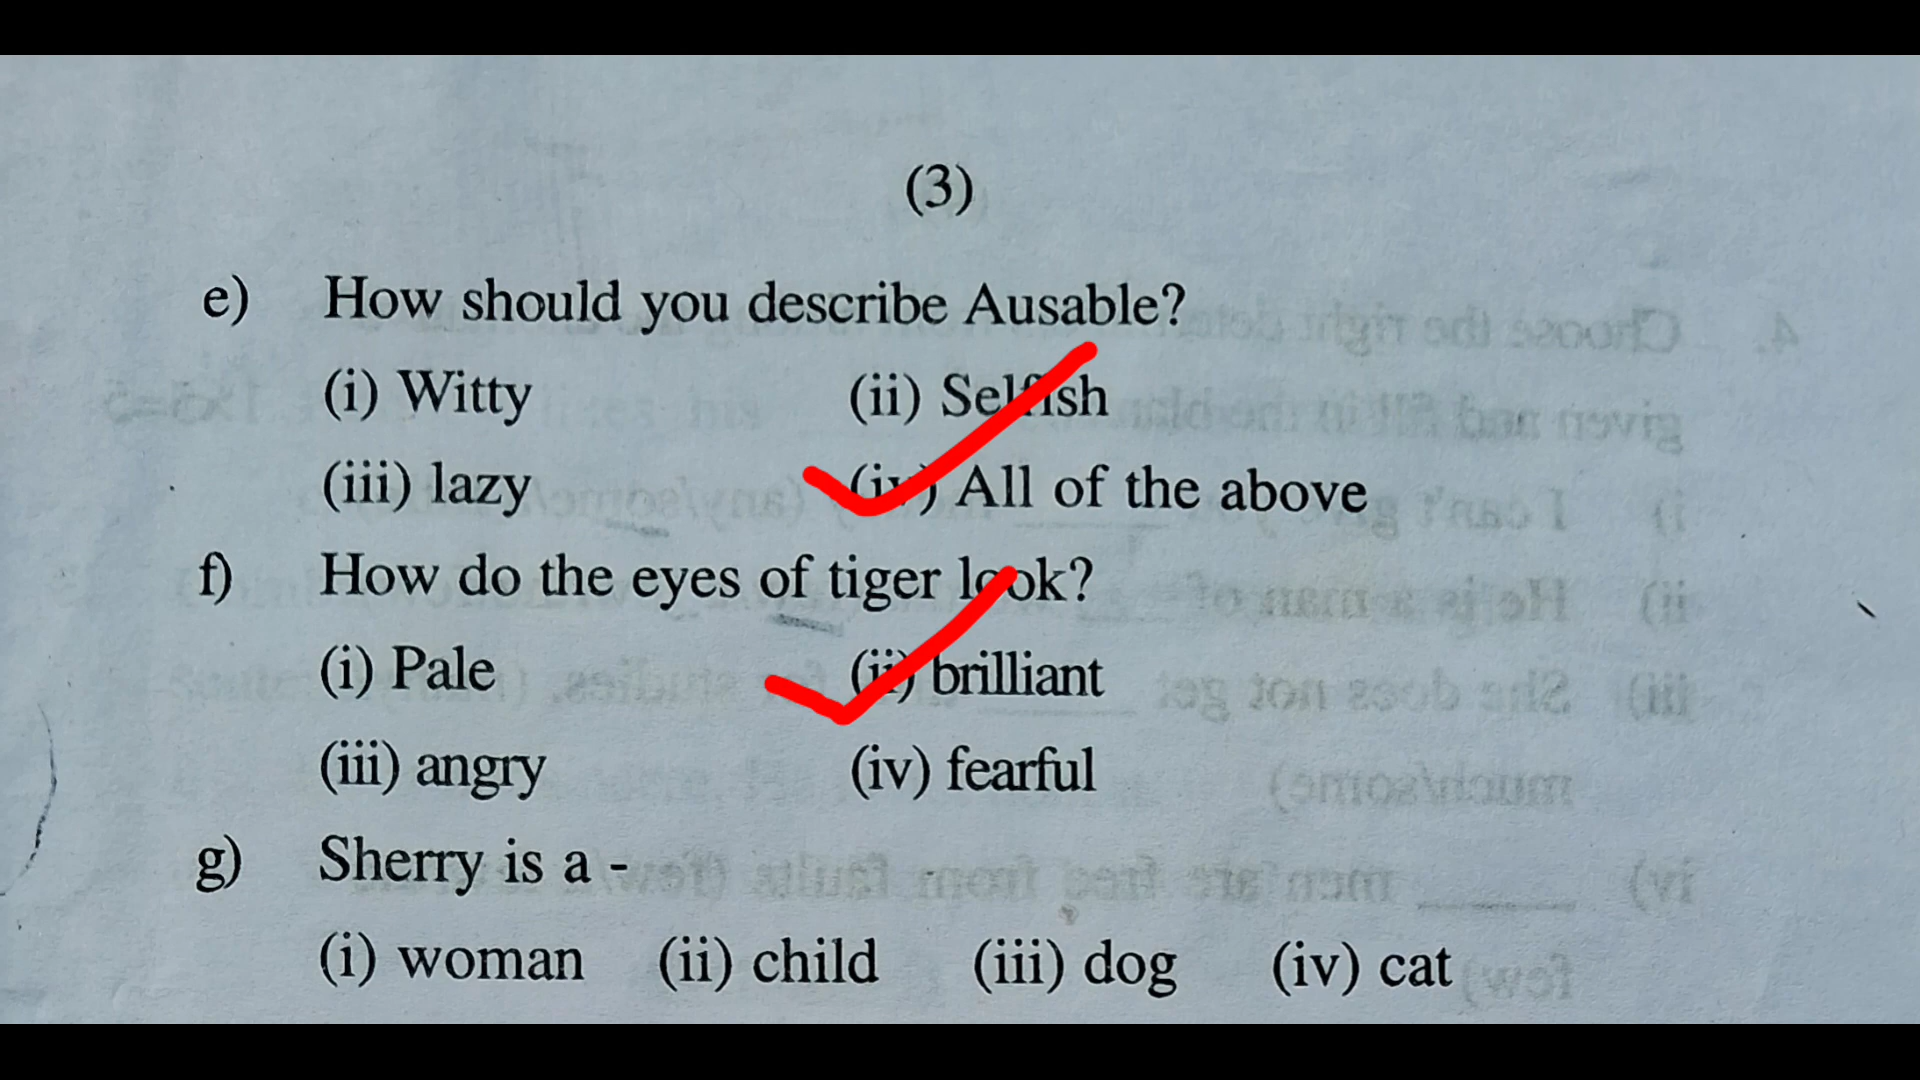 (3)
e) How should you describe Ausable?
(i) Witty (ii) Selfish
(iii) lazy (iv) All of the above
f) How do the eyes of tiger look?
(i) Pale (ii) brilliant
(iii) angry (iv) fearful
g) Sherry is a -
(i) woman (ii) child (iii) dog (iv) cat